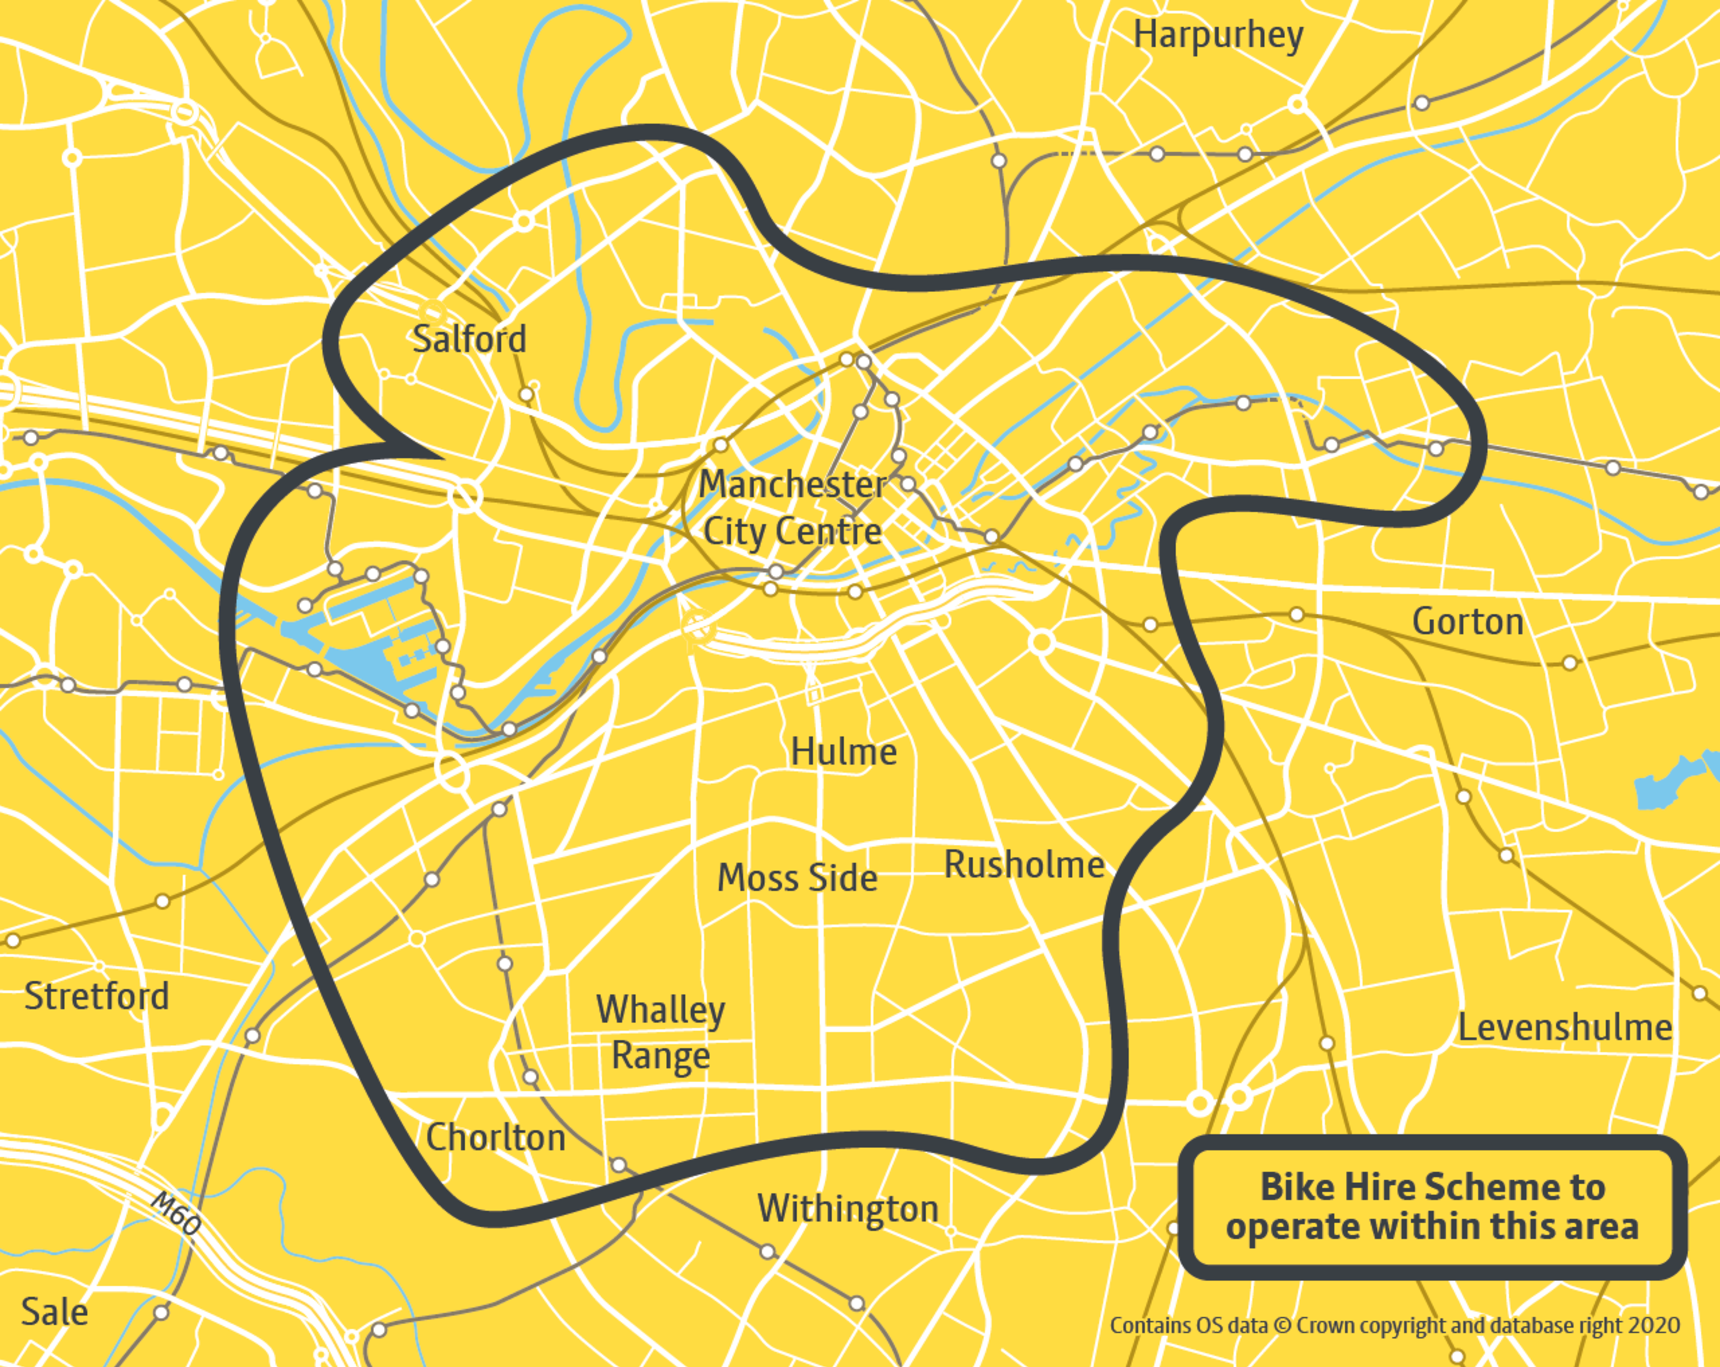 Harpurhey
Salford
Manchester
City Centre
Gorton
Hulme
Moss Side
Rusholme
Stretford
Whalley
Range
Levenshulme
Chorlton
Withington
M60
Sale
Bike Hire Scheme to
operate within this area
Contains OS data © Crown copyright and database right 2020